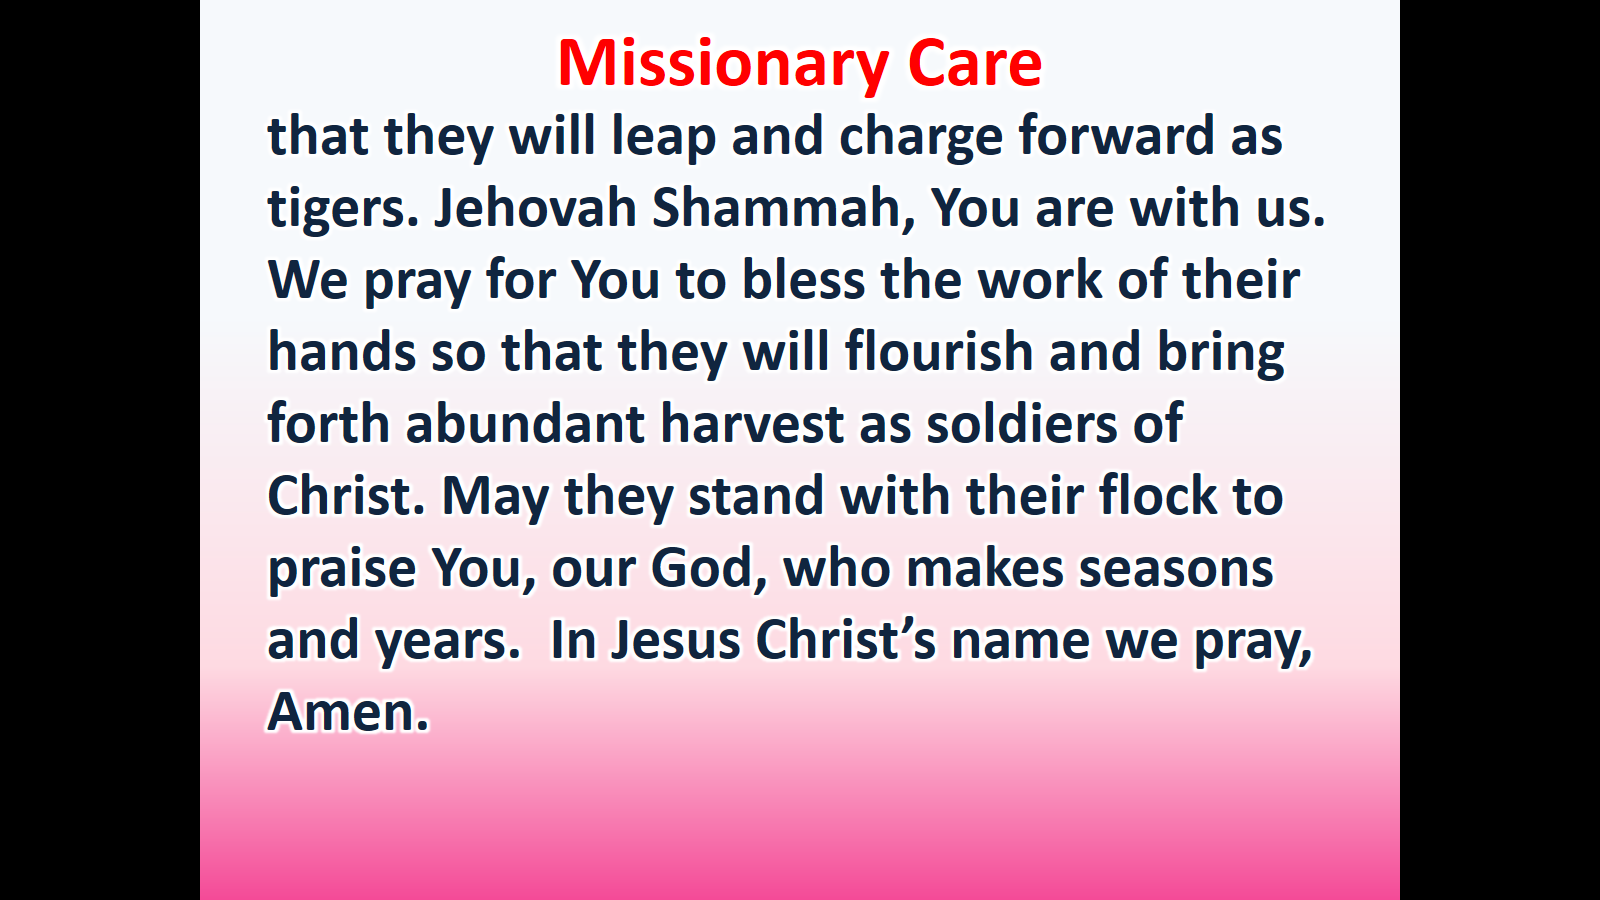 Missionary Care
that they will leap and charge forward as
tigers. Jehovah Shammah, You are with us.
We pray for You to bless the work of their
hands so that they will flourish and bring
forth abundant harvest as soldiers of
Christ. May they stand with their flock to
praise You, our God, who makes seasons
and years.  In Jesus Christ’s name we pray,
Amen.